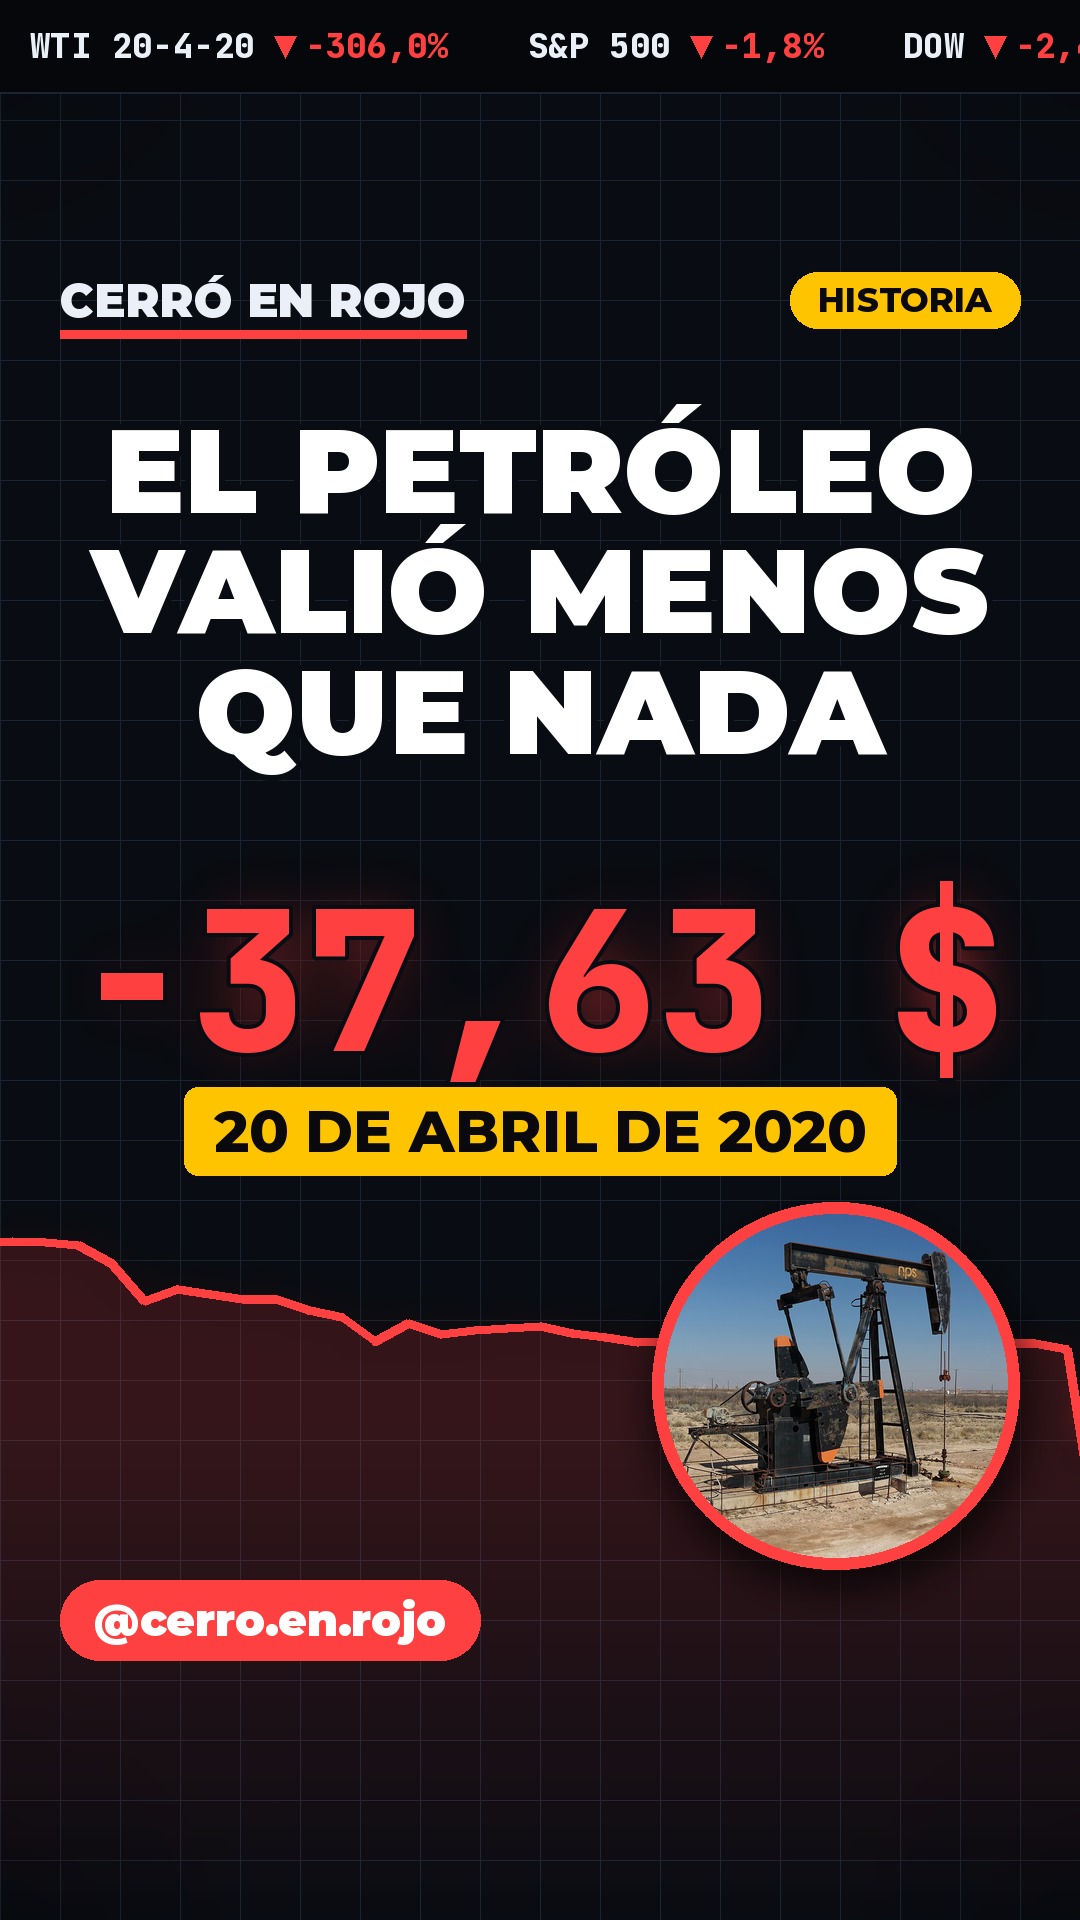 WTI 20-4-20 ▼ -306,0% S&P 500 ▼ -1,8% DOW ▼ -2,
CERRÓ EN ROJO
HISTORIA
EL PETRÓLEO
VALIÓ MENOS
QUE NADA
-37,63 $
20 DE ABRIL DE 2020
nps
@cerro.en.rojo